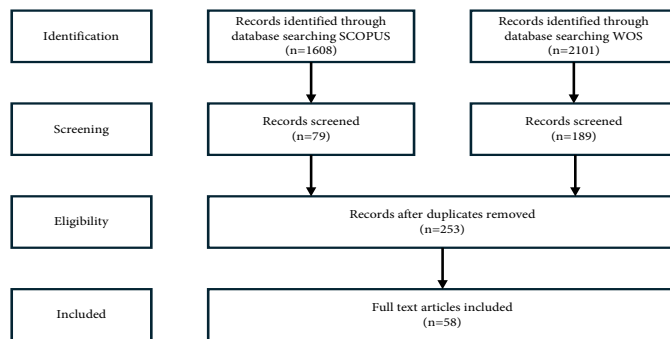 Identification
Records identified through
database searching SCOPUS
(n=1608)
Records identified through
database searching WOS
(n=2101)
Screening
Records screened
(n=79)
Records screened
(n=189)
Eligibility
Records after duplicates removed
(n=253)
Included
Full text articles included
(n=58)